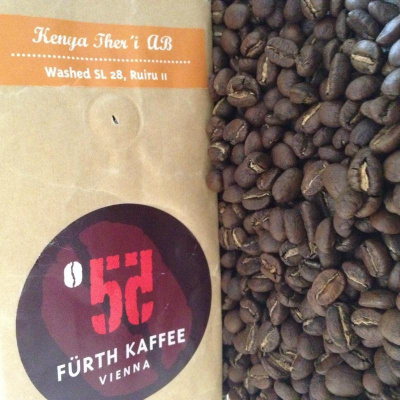 Kenya Ther'i AB
Washed SL 28, Ruiru 11
FÜRTH KAFFEE
VIENNA